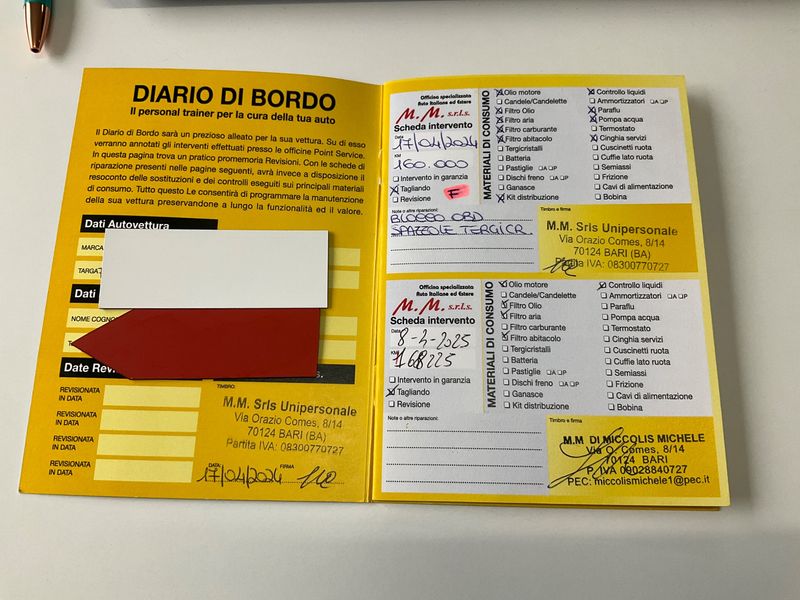 DIARIO DI BORDO
Il personal trainer per la cura della tua auto
Il Diario di Bordo sarà un prezioso alleato per la sua vettura. Su di esso
verranno annotati gli interventi effettuati presso le officine Point Service.
In questa pagina trova un pratico promemoria Revisioni. Con le schede di
riparazione presenti nelle pagine seguenti, avrà invece a disposizione il
resoconto delle sostituzioni e dei controlli eseguiti sui principali materiali
di consumo. Tutto questo Le consentirà di programmare la manutenzione
della sua vettura preservandone a lungo la funzionalità ed il valore.
Dati Autovettura
MARCA
TARGA
Dati
NOME COGNO
Date Revi
REVISIONATA
IN DATA
REVISIONATA
IN DATA
REVISIONATA
IN DATA
REVISIONATA
IN DATA
TIMBRO:
M.M. Srls Unipersonale
Via Orazio Comes, 8/14
70124 BARI (BA)
Partita IVA: 08300770727
DATA:
FIRMA
17/04/2024
Officina specializzata
Auto Italiane ed Estere
M.M. s.r.l.s.
Scheda intervento
Data
17/04/2024
KM
160.000
Intervento in garanzia
Tagliando
Revisione
F
MATERIALI DI CONSUMO
Olio motore
Candele/Candelette
Filtro Olio
Filtro aria
Filtro carburante
Filtro abitacolo
Tergicristalli
Batteria
Pastiglie A P
Dischi freno A P
Ganasce
Kit distribuzione
Controllo liquidi
Ammortizzatori A P
Paraflu
Pompa acqua
Termostato
Cinghia servizi
Cuscinetti ruota
Cuffie lato ruota
Semiassi
Frizione
Cavi di alimentazione
Bobina
Note o altre riparazioni:
BLOCCO OBD
SPAZZOLE TERGICR.
Timbro e firma
M.M. Srls Unipersonale
Via Orazio Comes, 8/14
70124 BARI (BA)
Partita IVA: 08300770727
Officina specializzata
Auto Italiane ed Estere
M.M. s.r.l.s.
Scheda intervento
Data
8-2-2025
KM
168225
Intervento in garanzia
Tagliando
Revisione
MATERIALI DI CONSUMO
Olio motore
Candele/Candelette
Filtro Olio
Filtro aria
Filtro carburante
Filtro abitacolo
Tergicristalli
Batteria
Pastiglie A P
Dischi freno A P
Ganasce
Kit distribuzione
Controllo liquidi
Ammortizzatori A P
Paraflu
Pompa acqua
Termostato
Cinghia servizi
Cuscinetti ruota
Cuffie lato ruota
Semiassi
Frizione
Cavi di alimentazione
Bobina
Note o altre riparazioni:
Timbro e firma
M.M DI MICCOLIS MICHELE
Via O. Comes, 8/14
70124 BARI
P. IVA 09028840727
PEC: miccolismichele1@pec.it